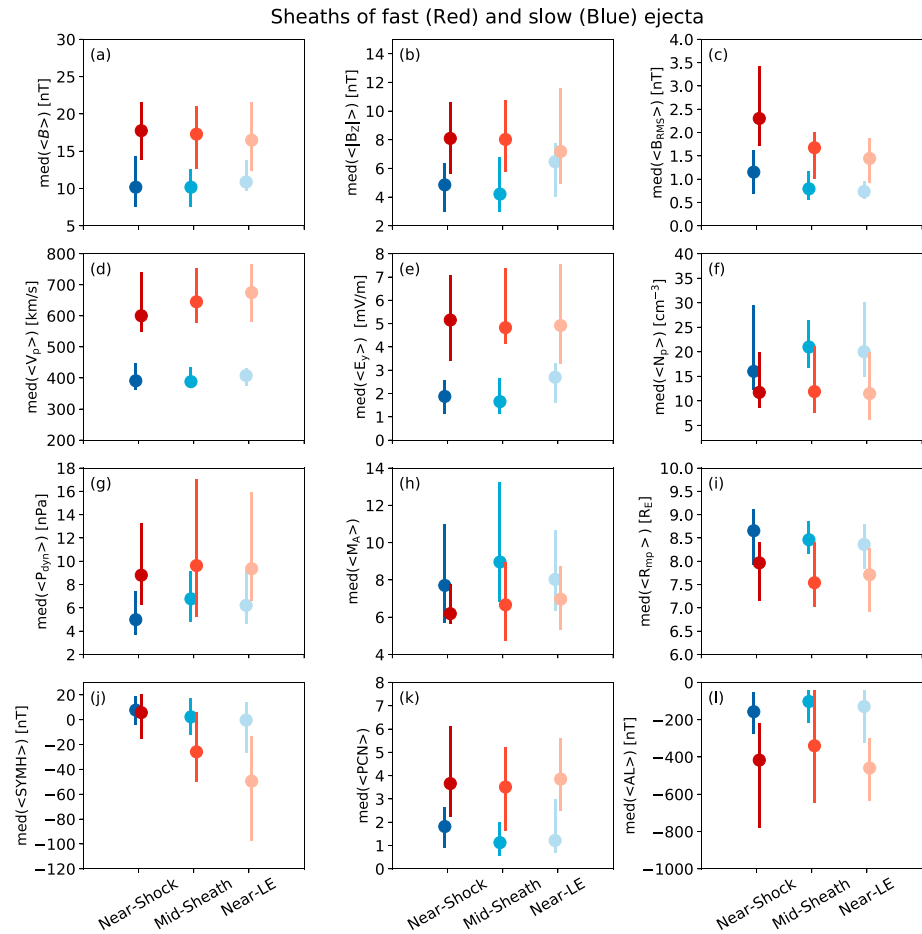 Sheaths of fast (Red) and slow (Blue) ejecta
(a)
med(<B>) [nT]
30
25
20
15
10
5
(b)
med(<|B_Z|>) [nT]
14
12
10
8
6
4
2
(c)
med(<B_RMS>) [nT]
4.0
3.5
3.0
2.5
2.0
1.5
1.0
0.5
0.0
(d)
med(<V_p>) [km/s]
800
700
600
500
400
300
200
(e)
med(<E_y>) [mV/m]
8
7
6
5
4
3
2
1
0
(f)
med(<N_p>) [cm⁻³]
40
35
30
25
20
15
10
5
(g)
med(<P_dyn>) [nPa]
18
16
14
12
10
8
6
4
2
(h)
med(<M_A>)
14
12
10
8
6
4
(i)
med(<R_mp>) [R_E]
10.0
9.5
9.0
8.5
8.0
7.5
7.0
6.5
6.0
(j)
med(<SYMH>) [nT]
20
0
−20
−40
−60
−80
−100
−120
(k)
med(<PCN>)
8
7
6
5
4
3
2
1
0
(l)
med(<AL>) [nT]
0
−200
−400
−600
−800
−1000
Near-Shock
Mid-Sheath
Near-LE
Near-Shock
Mid-Sheath
Near-LE
Near-Shock
Mid-Sheath
Near-LE